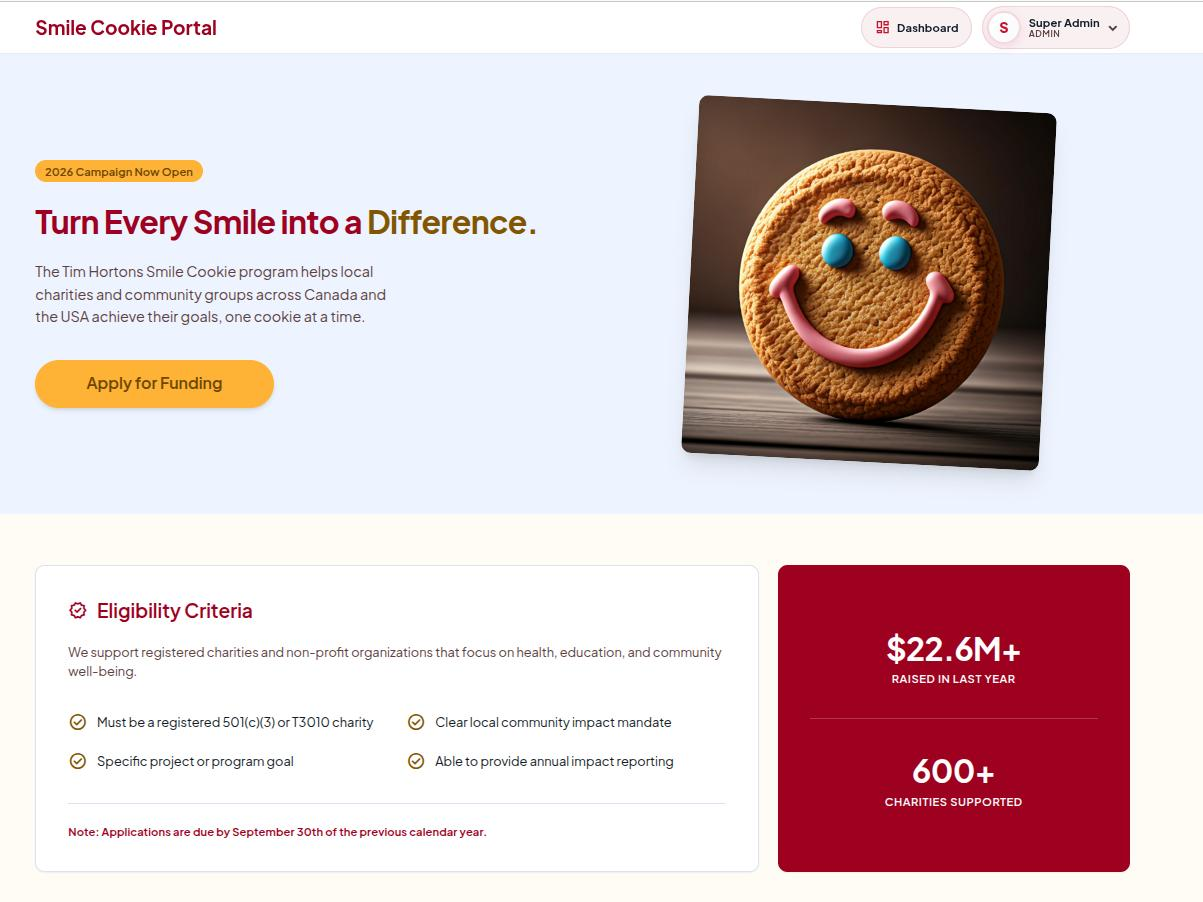 Smile Cookie Portal
Dashboard
S
Super Admin
ADMIN
2026 Campaign Now Open
Turn Every Smile into a Difference.
The Tim Hortons Smile Cookie program helps local
charities and community groups across Canada and
the USA achieve their goals, one cookie at a time.
Apply for Funding
Eligibility Criteria
We support registered charities and non-profit organizations that focus on health, education, and community
well-being.
Must be a registered 501(c)(3) or T3010 charity
Clear local community impact mandate
Specific project or program goal
Able to provide annual impact reporting
Note: Applications are due by September 30th of the previous calendar year.
$22.6M+
RAISED IN LAST YEAR
600+
CHARITIES SUPPORTED